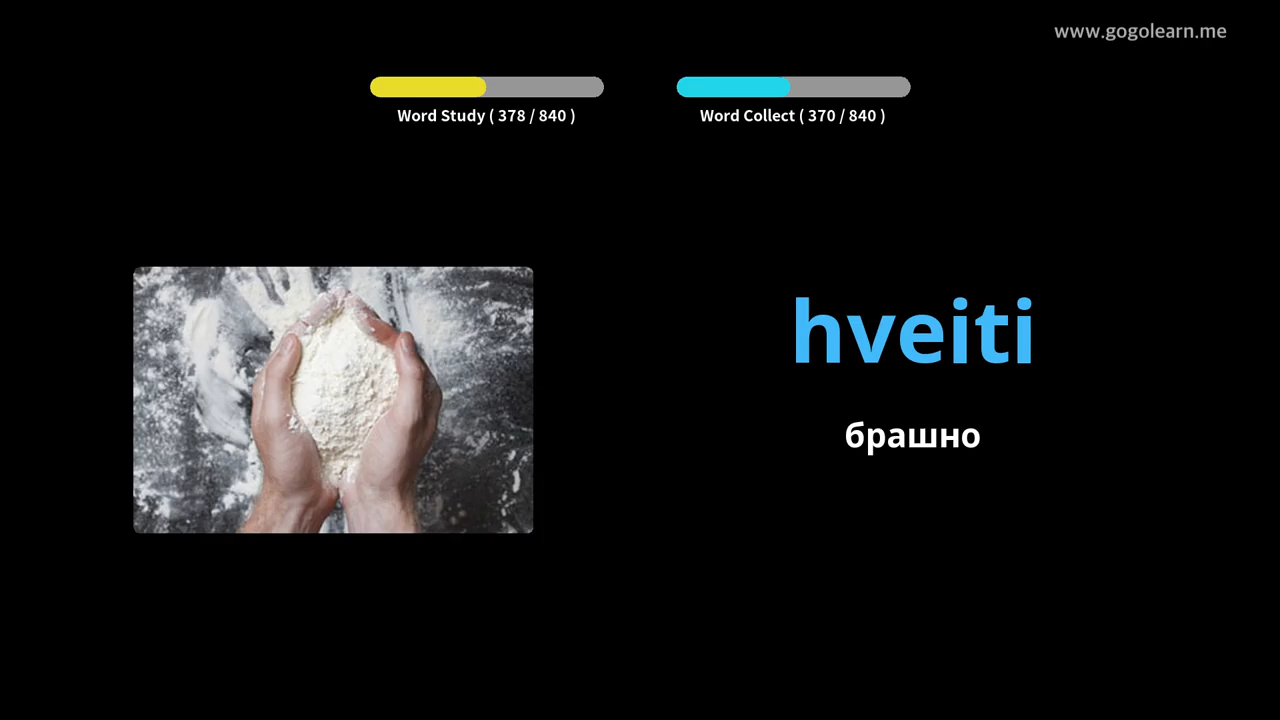 www.gogolearn.me
Word Study ( 378 / 840 )
Word Collect ( 370 / 840 )
hveiti
брашно